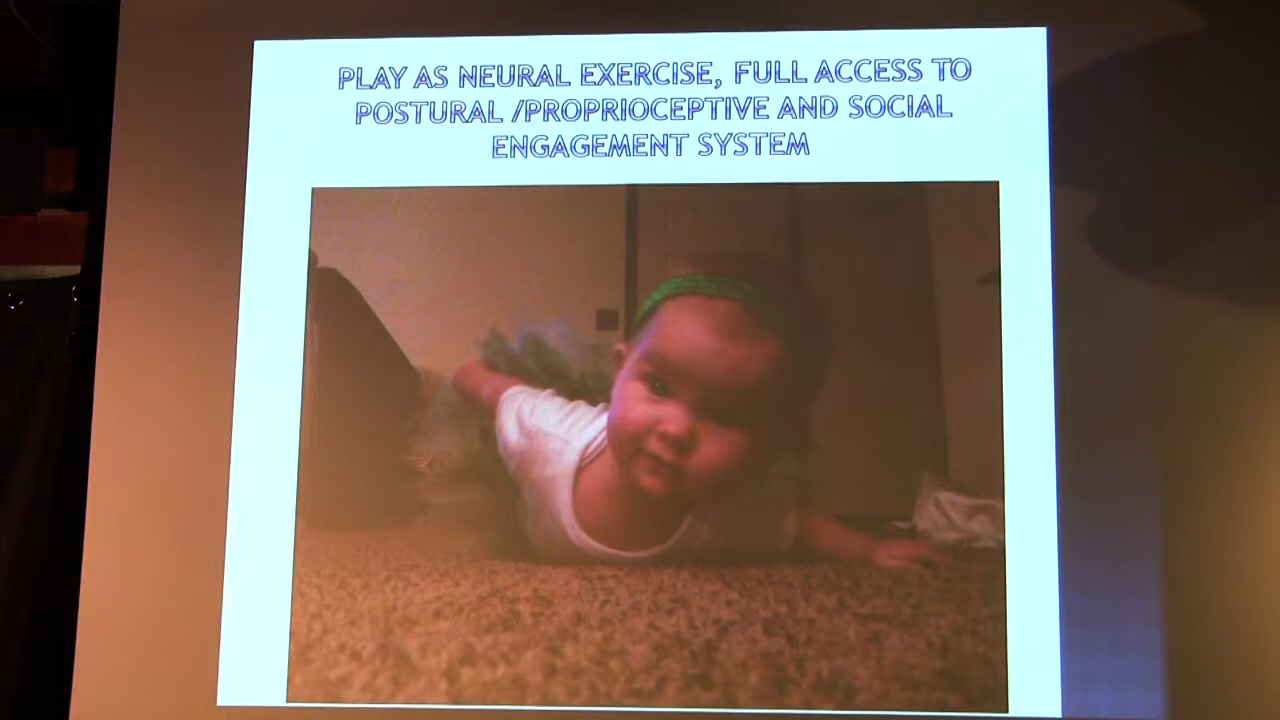 PLAY AS NEURAL EXERCISE, FULL ACCESS TO
POSTURAL /PROPRIOCEPTIVE AND SOCIAL
ENGAGEMENT SYSTEM